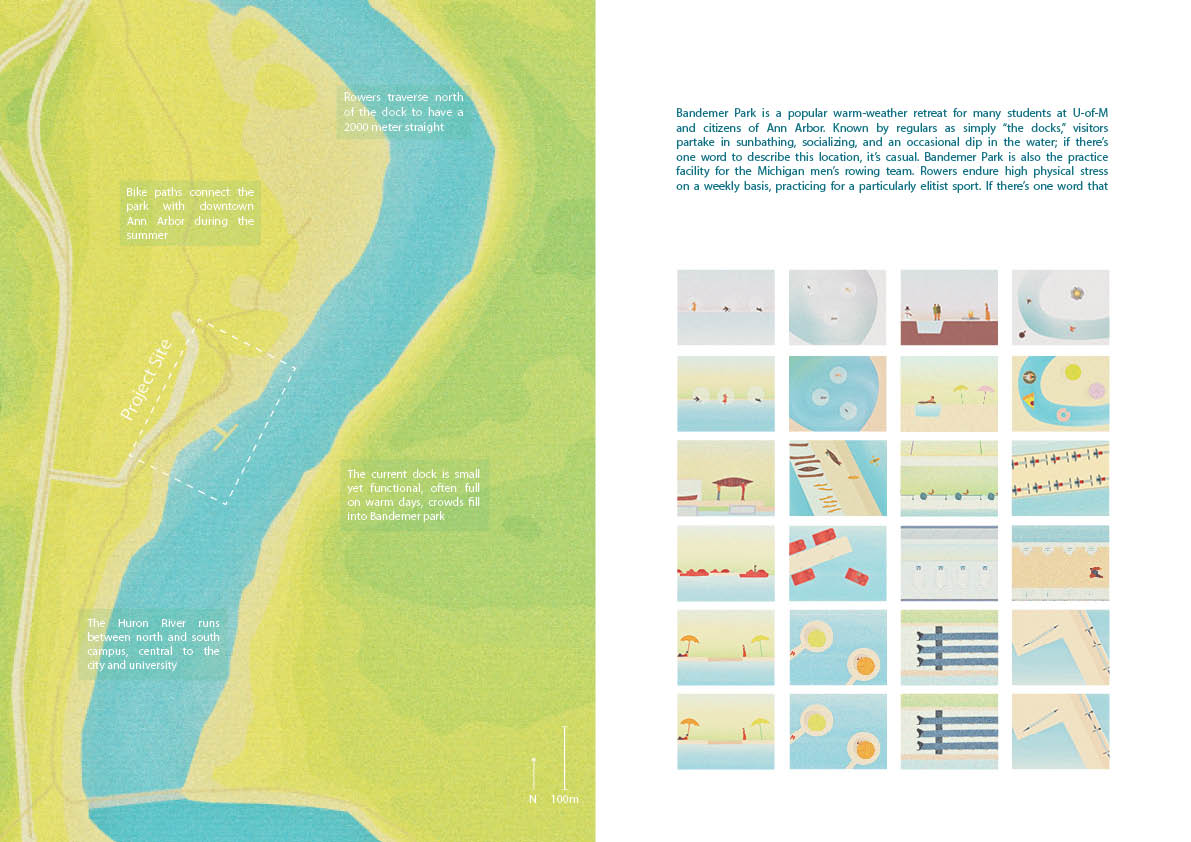 Rowers traverse north
of the dock to have a
2000 meter straight
Bike paths connect the
park with downtown
Ann Arbor during the
summer
Project Site
The current dock is small
yet functional, often full
on warm days, crowds fill
into Bandemer park
The Huron River runs
between north and south
campus, central to the
city and university
N 100m
Bandemer Park is a popular warm-weather retreat for many students at U-of-M
and citizens of Ann Arbor. Known by regulars as simply “the docks,” visitors
partake in sunbathing, socializing, and an occasional dip in the water; if there’s
one word to describe this location, it’s casual. Bandemer Park is also the practice
facility for the Michigan men’s rowing team. Rowers endure high physical stress
on a weekly basis, practicing for a particularly elitist sport. If there’s one word that